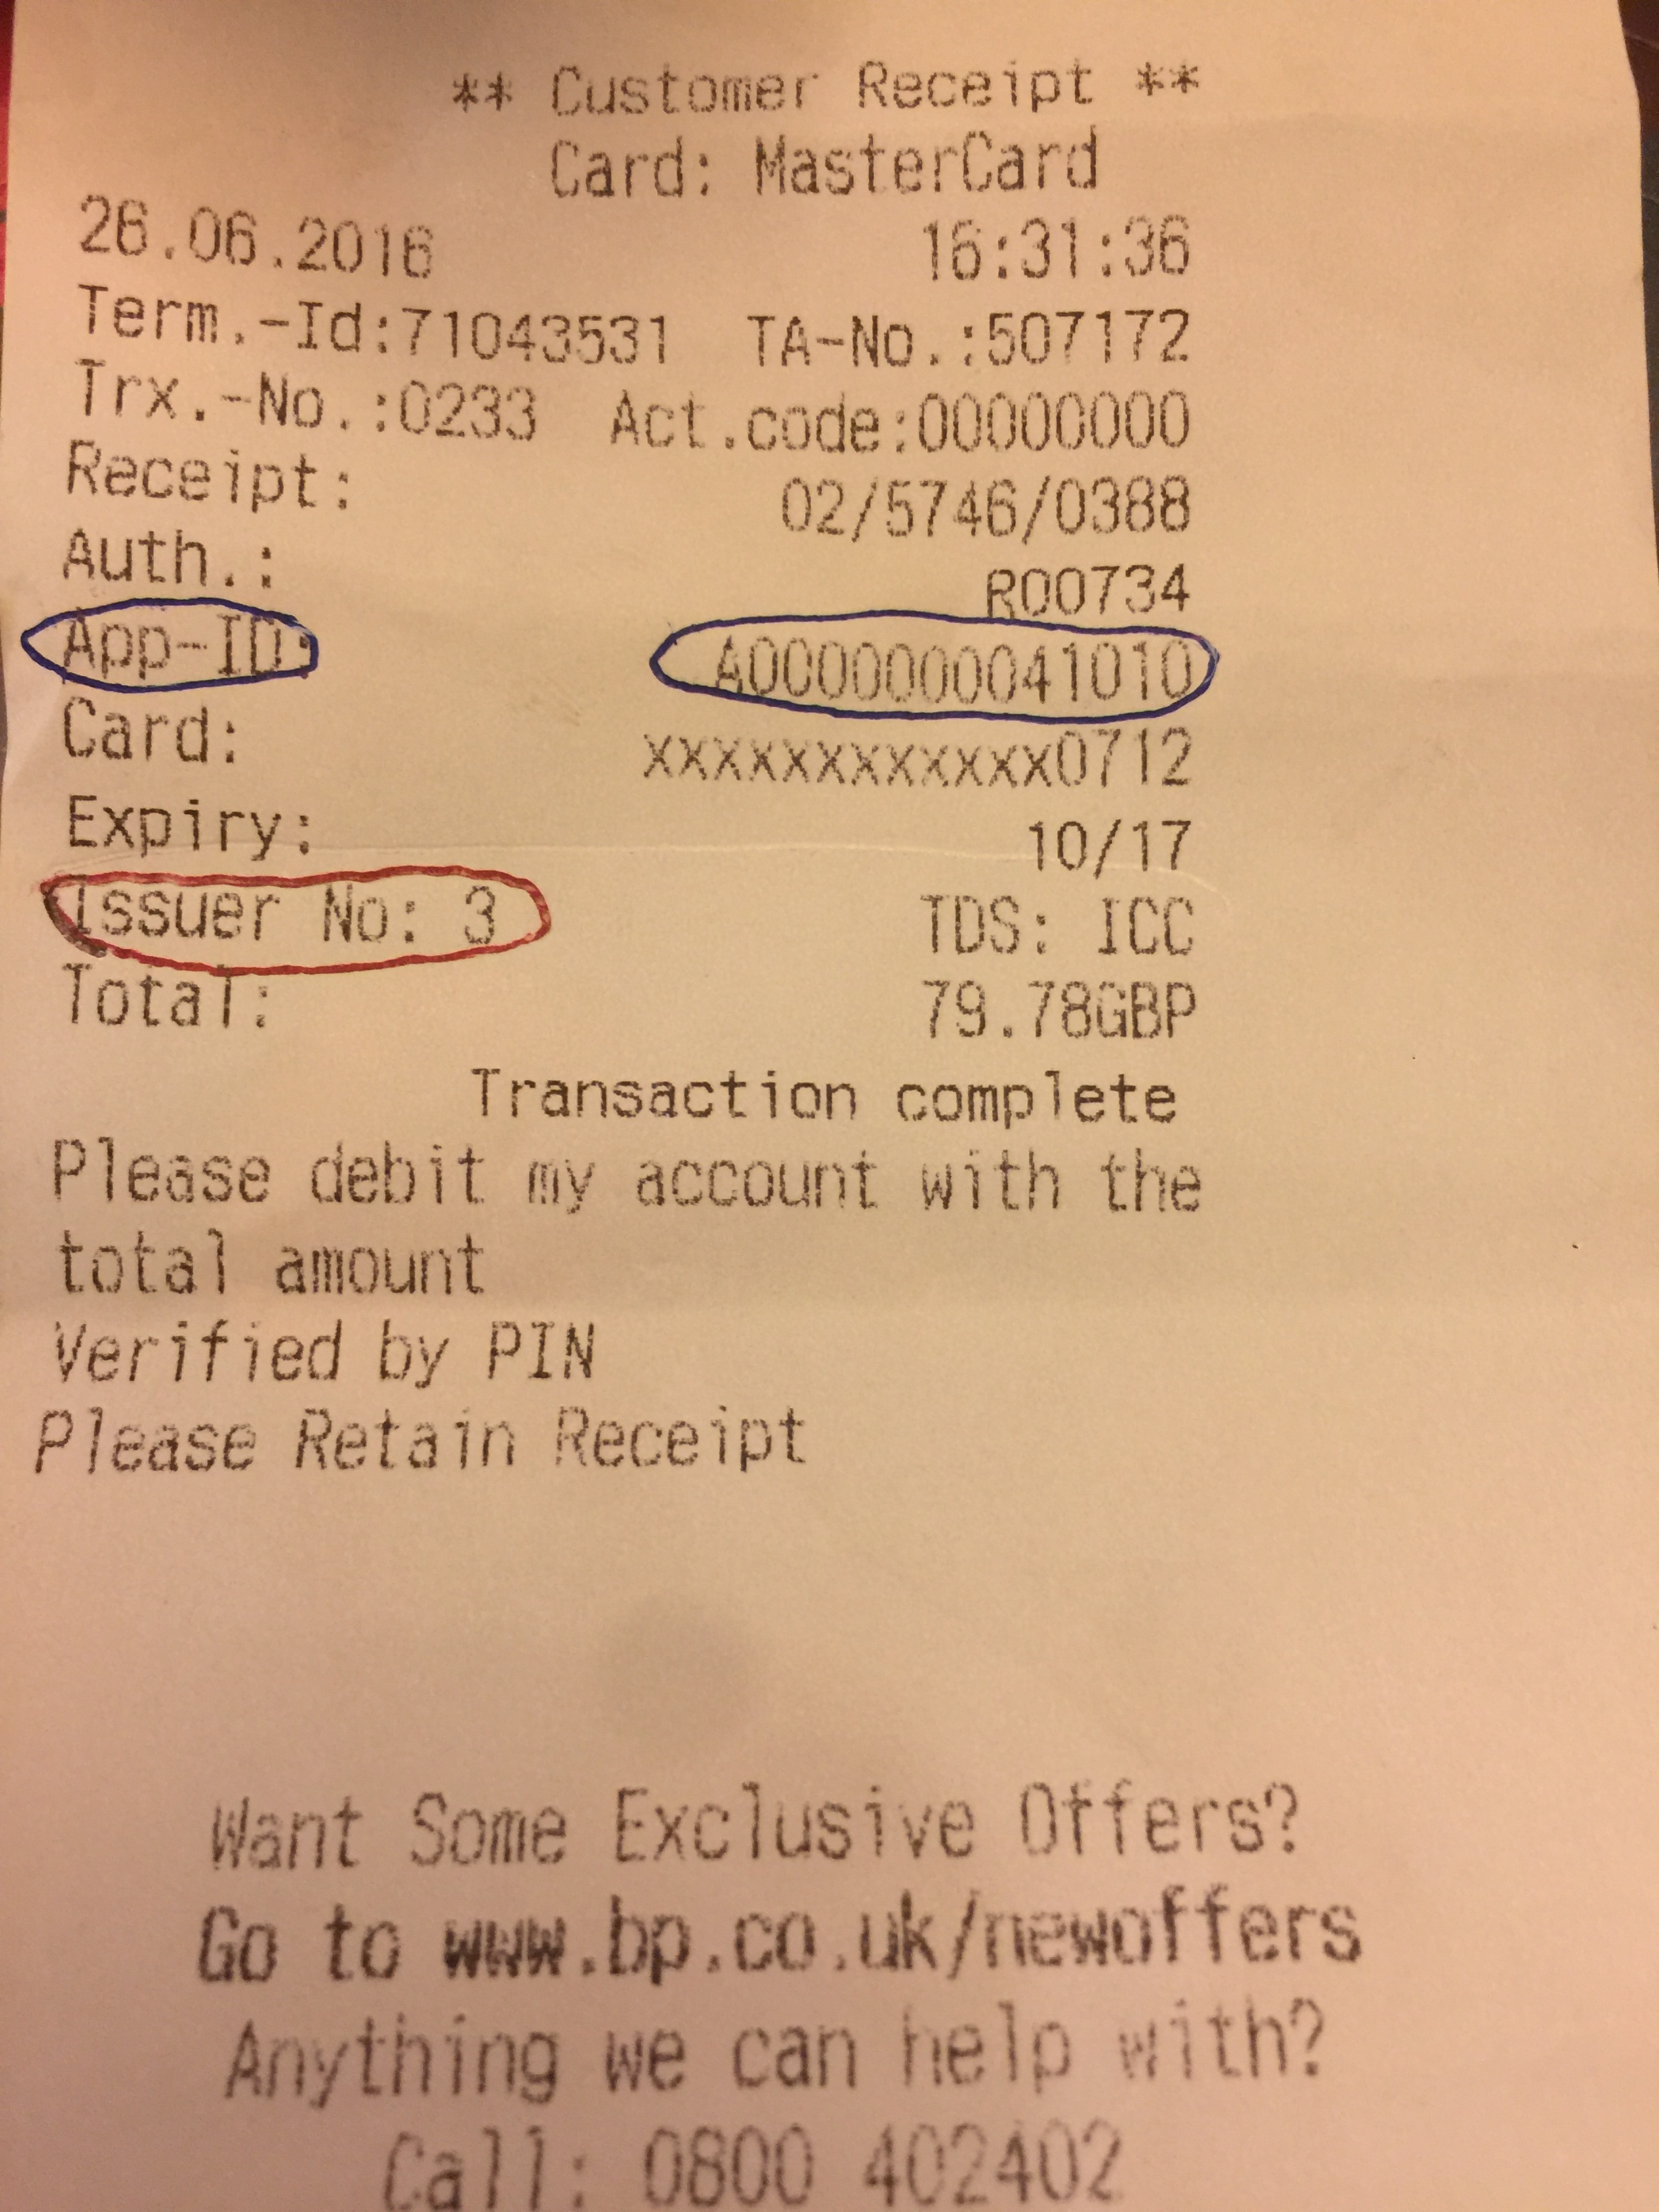 ** Customer Receipt **
Card: MasterCard
26.06.2016 16:31:36
Term.-Id:71043531 TA-No.:507172
Trx.-No.:0233 Act.code:00000000
Receipt: 02/5746/0388
Auth.: R00734
App-ID: A0000000041010
Card: xxxxxxxxxxxx0712
Expiry: 10/17
Issuer No: 3 TDS: ICC
Total: 79.78GBP
Transaction complete
Please debit my account with the
total amount
Verified by PIN
Please Retain Receipt
Want Some Exclusive Offers?
Go to www.bp.co.uk/newoffers
Anything we can help with?
Call: 0800 402402